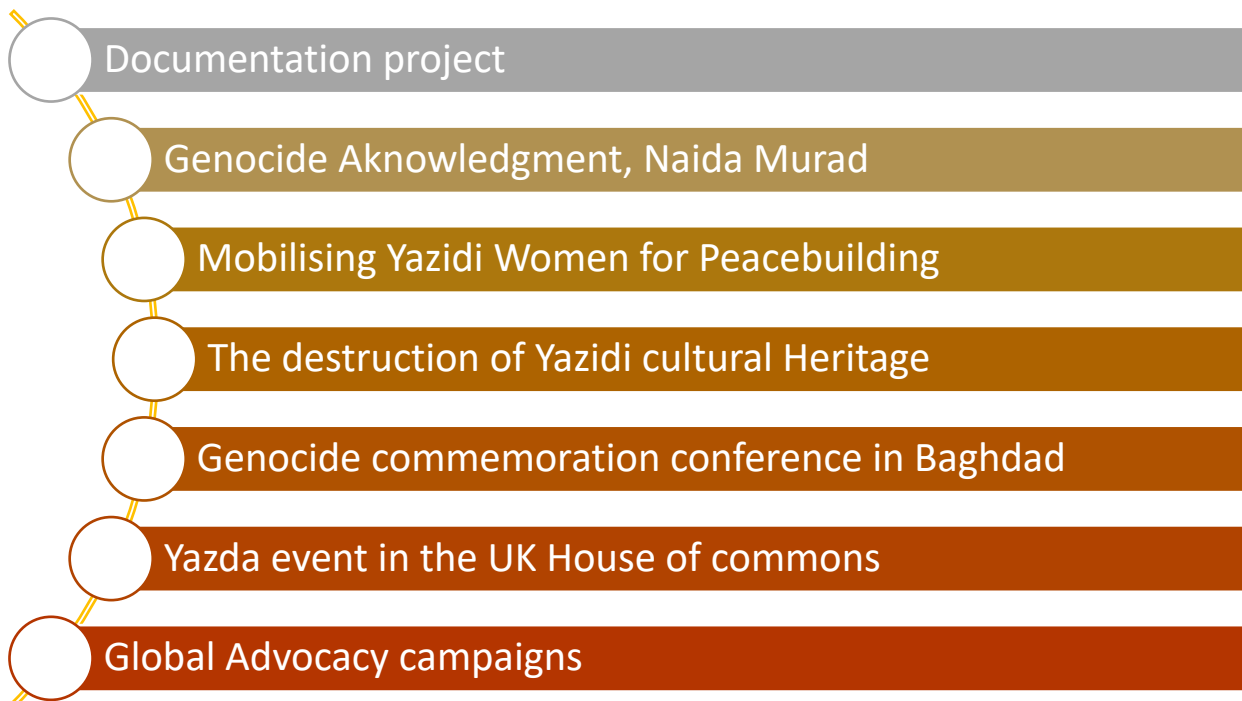 Documentation project
Genocide Aknowledgment, Naida Murad
Mobilising Yazidi Women for Peacebuilding
The destruction of Yazidi cultural Heritage
Genocide commemoration conference in Baghdad
Yazda event in the UK House of commons
Global Advocacy campaigns